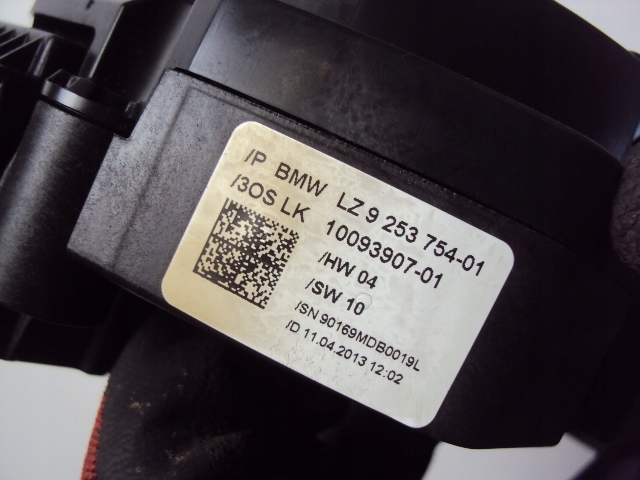 /P BMW LZ 9 253 754-01
/3OS LK 10093907-01
/HW 04
/SW 10
/SN 90169MDB0019L
/D 11.04.2013 12:02